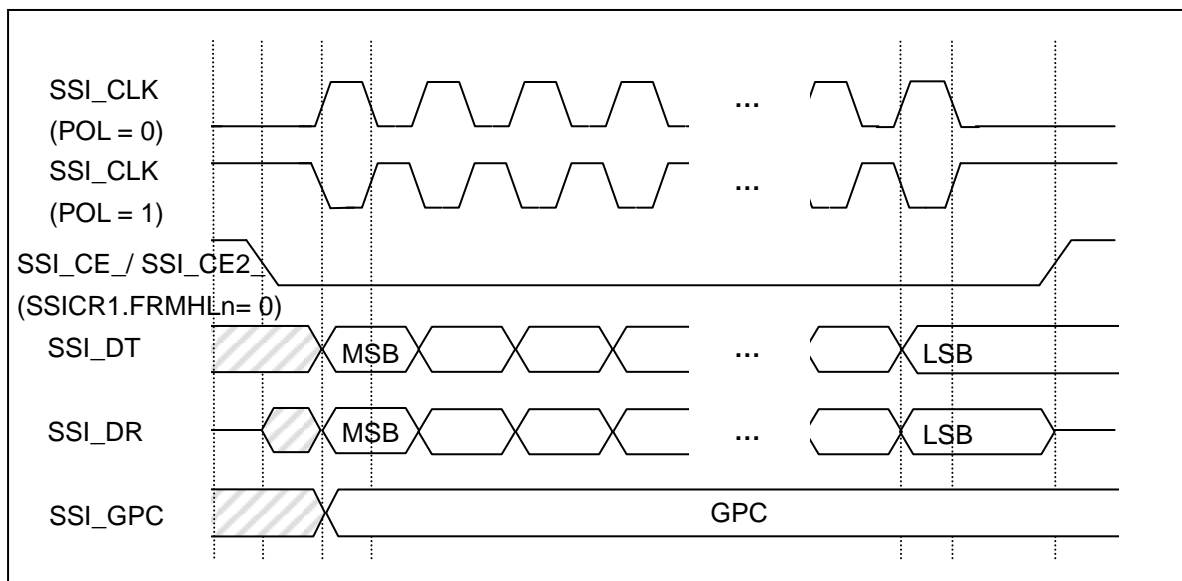 SSI_CLK
(POL = 0)
...
SSI_CLK
(POL = 1)
...
SSI_CE_/ SSI_CE2_
(SSICR1.FRMHLn= 0)
SSI_DT
MSB
...
LSB
SSI_DR
MSB
...
LSB
SSI_GPC
GPC